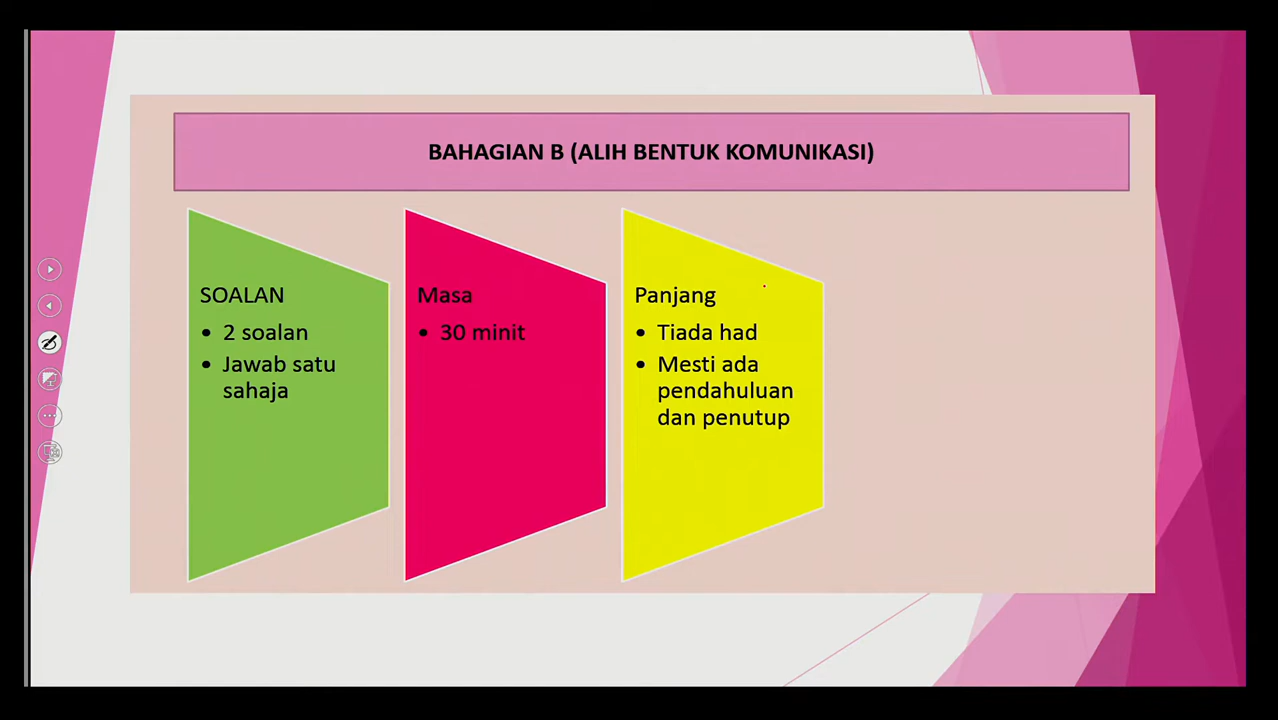 BAHAGIAN B (ALIH BENTUK KOMUNIKASI)
SOALAN
• 2 soalan
• Jawab satu
sahaja
Masa
• 30 minit
Panjang
• Tiada had
• Mesti ada
pendahuluan
dan penutup